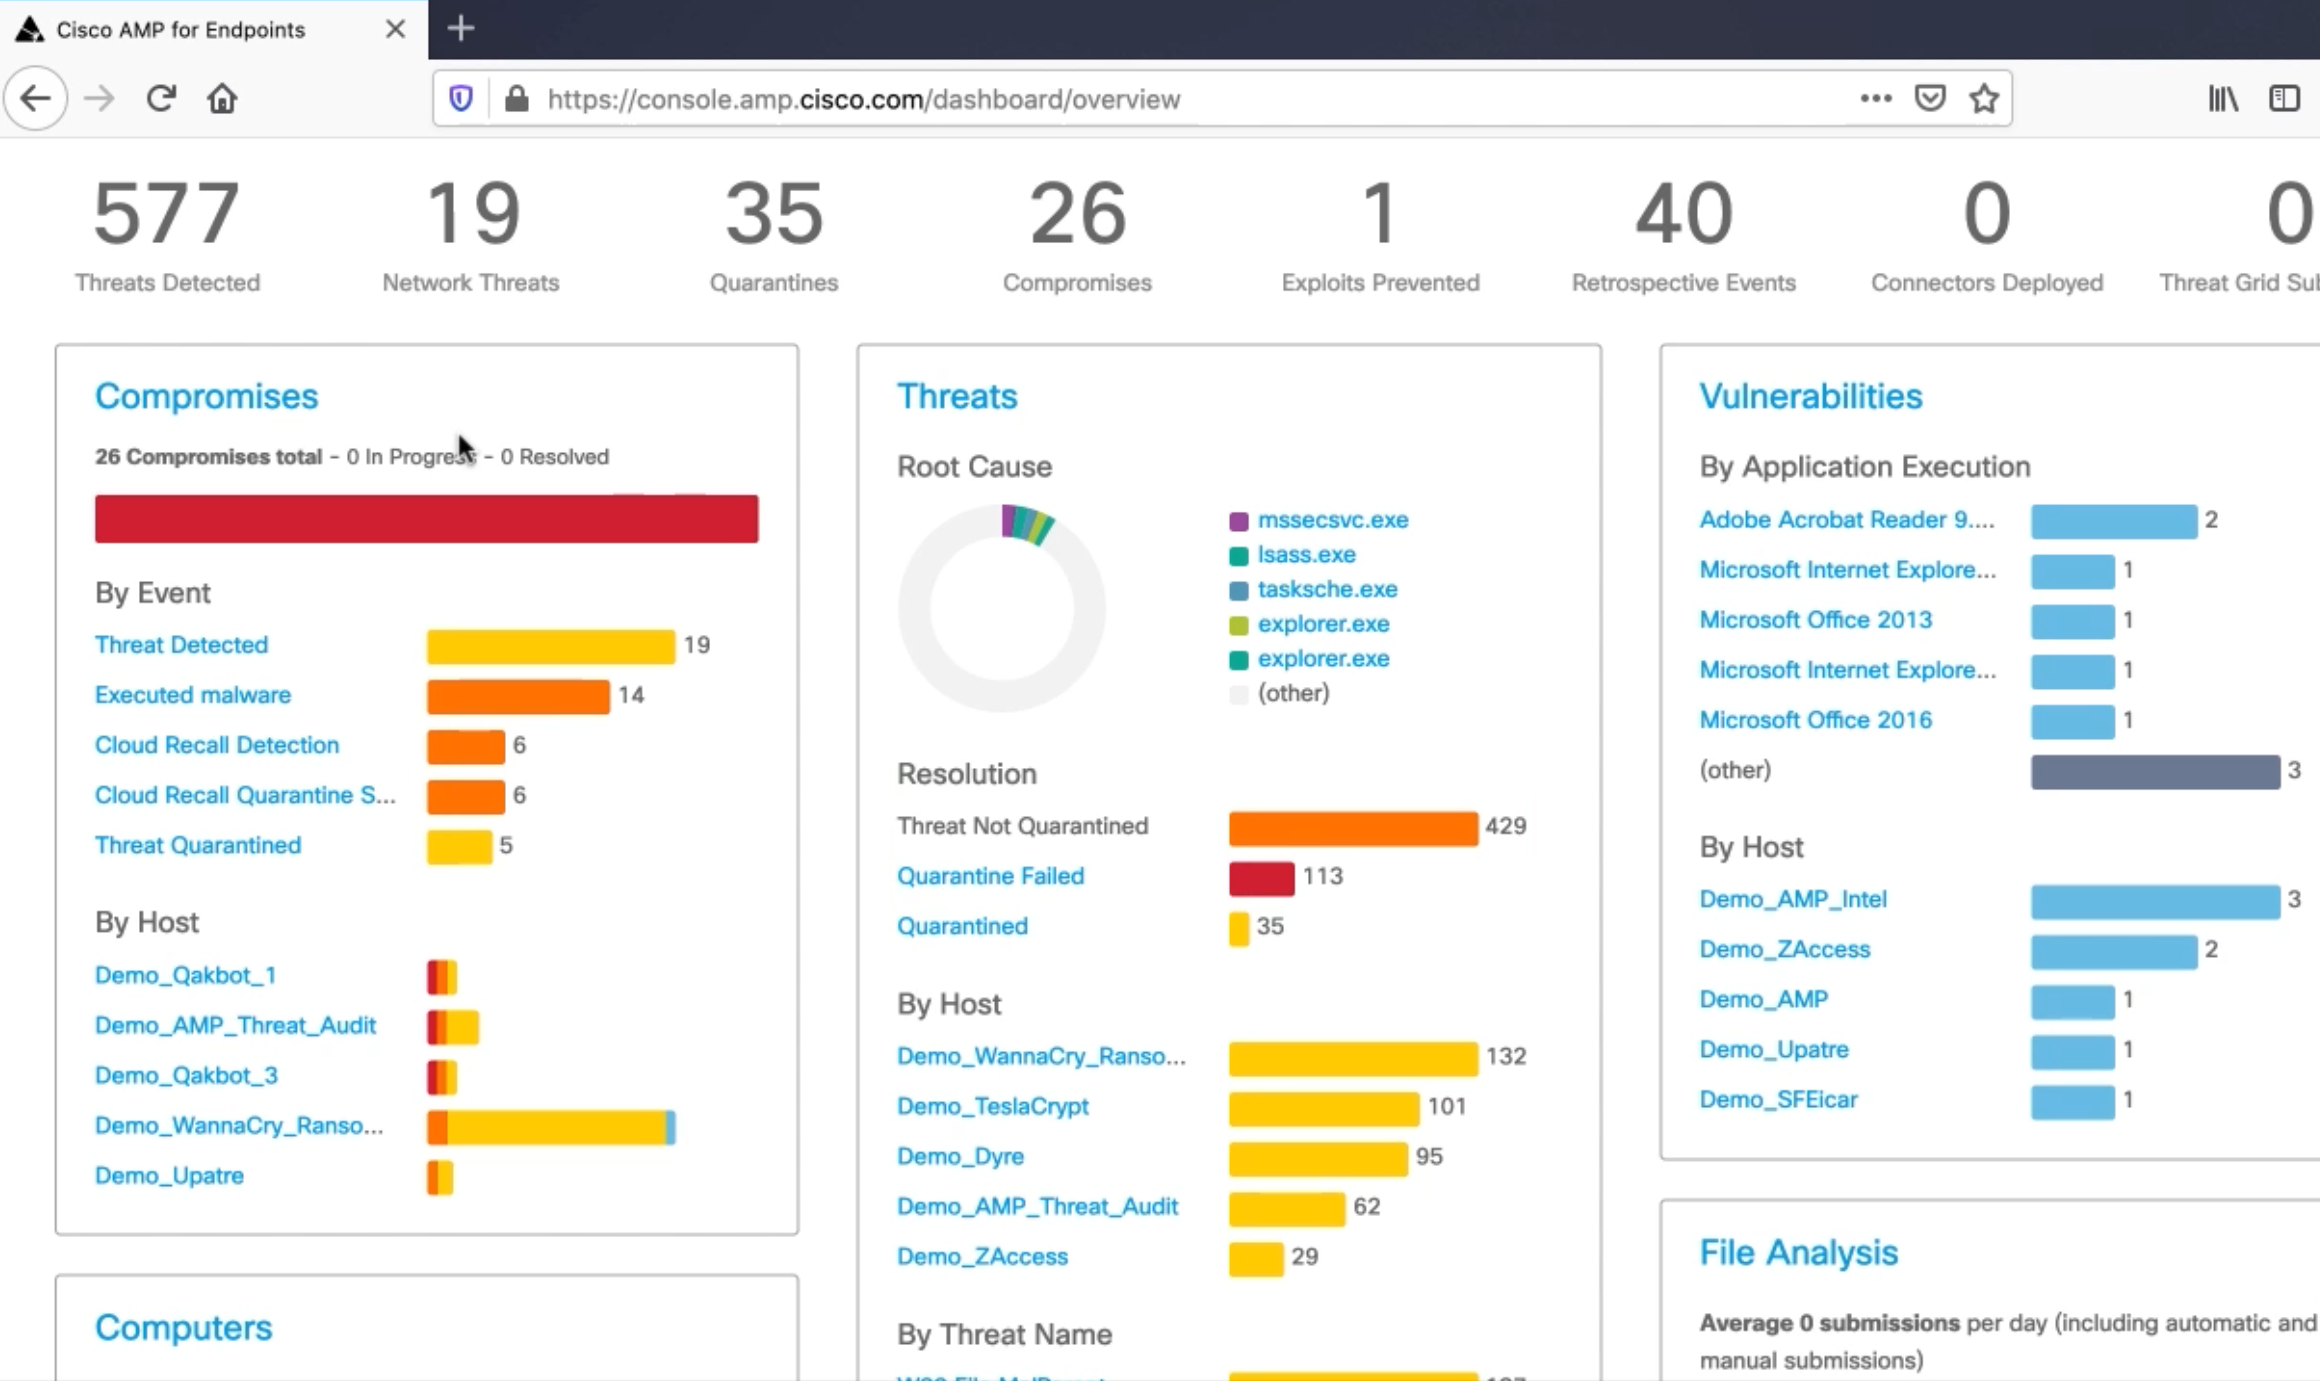 Cisco AMP for Endpoints
https://console.amp.cisco.com/dashboard/overview
577 19 35 26 1 40 0 0
Threats Detected Network Threats Quarantines Compromises Exploits Prevented Retrospective Events Connectors Deployed Threat Grid Sub
Compromises
26 Compromises total - 0 In Progress - 0 Resolved
By Event
Threat Detected 19
Executed malware 14
Cloud Recall Detection 6
Cloud Recall Quarantine S... 6
Threat Quarantined 5
By Host
Demo_Qakbot_1
Demo_AMP_Threat_Audit
Demo_Qakbot_3
Demo_WannaCry_Ranso...
Demo_Upatre
Computers
Threats
Root Cause
mssecsvc.exe
lsass.exe
tasksche.exe
explorer.exe
explorer.exe
(other)
Resolution
Threat Not Quarantined 429
Quarantine Failed 113
Quarantined 35
By Host
Demo_WannaCry_Ranso... 132
Demo_TeslaCrypt 101
Demo_Dyre 95
Demo_AMP_Threat_Audit 62
Demo_ZAccess 29
By Threat Name
Vulnerabilities
By Application Execution
Adobe Acrobat Reader 9.... 2
Microsoft Internet Explore... 1
Microsoft Office 2013 1
Microsoft Internet Explore... 1
Microsoft Office 2016 1
(other) 3
By Host
Demo_AMP_Intel 3
Demo_ZAccess 2
Demo_AMP 1
Demo_Upatre 1
Demo_SFEicar 1
File Analysis
Average 0 submissions per day (including automatic and
manual submissions)